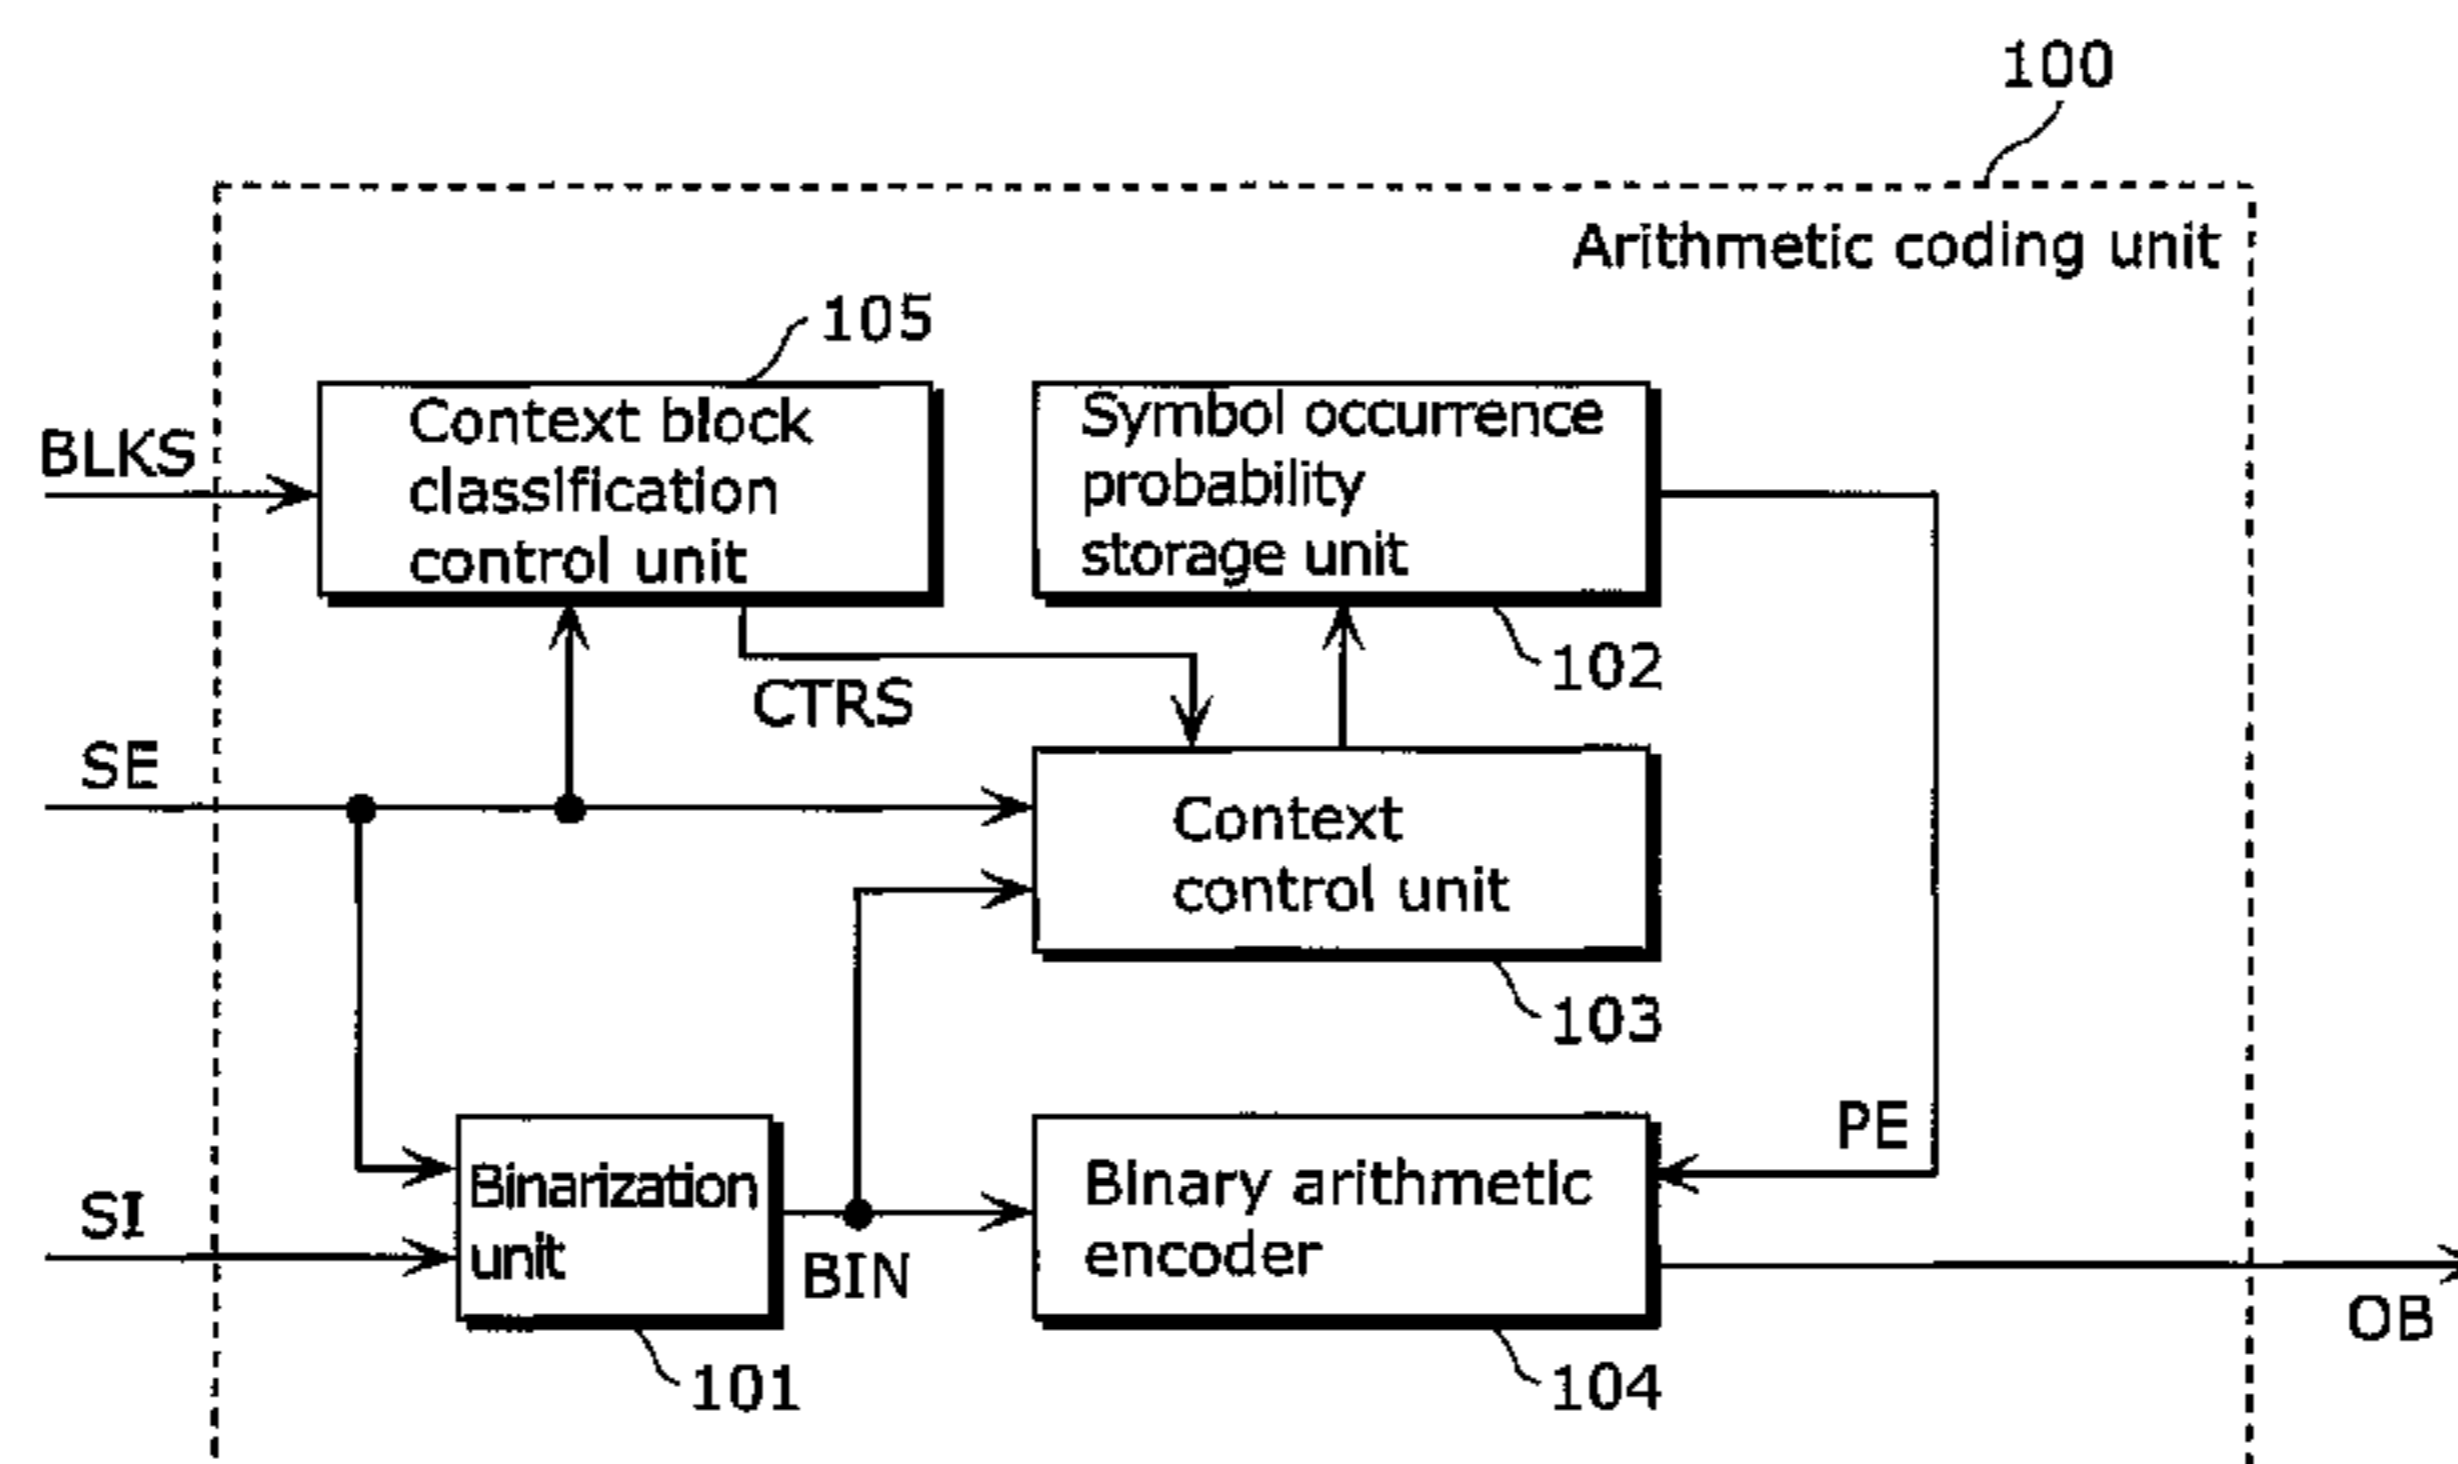 100
Arithmetic coding unit
105
BLKS
Context block
classification
control unit
Symbol occurrence
probability
storage unit
102
CTRS
SE
Context
control unit
103
PE
SI
Binarization
unit
BIN
Binary arithmetic
encoder
OB
101
104